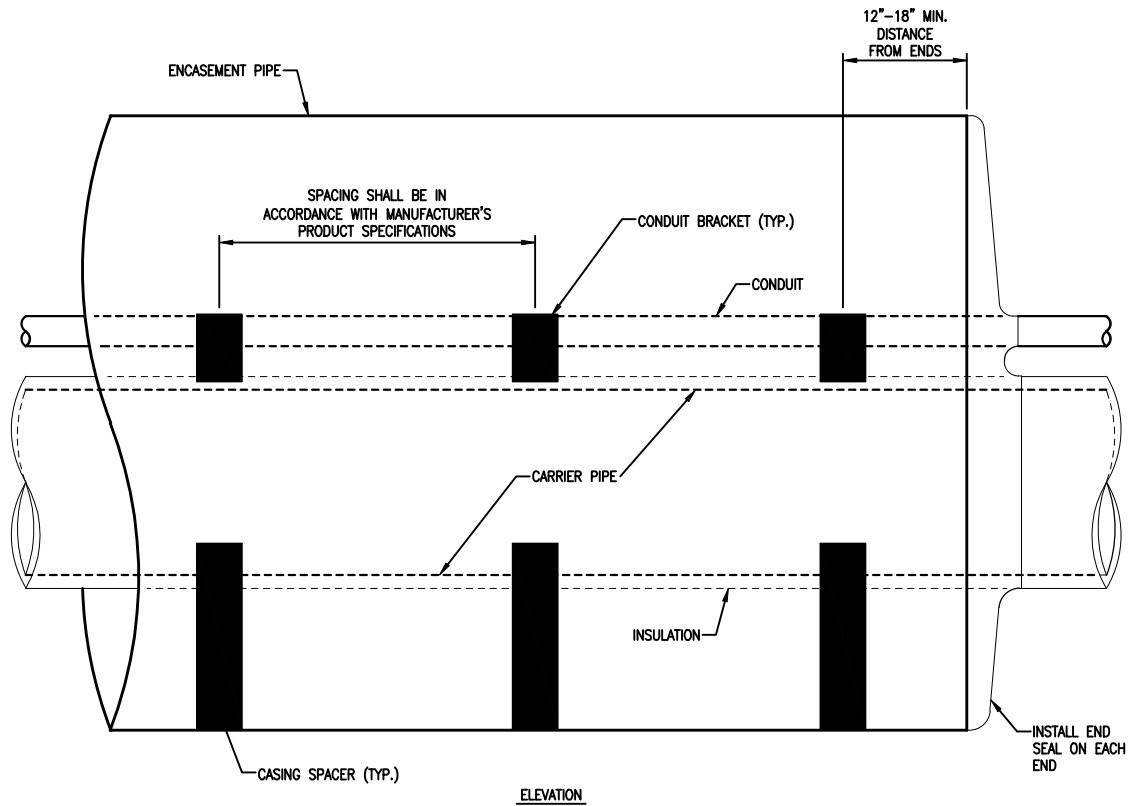 12"-18" MIN.
DISTANCE
FROM ENDS
ENCASEMENT PIPE
SPACING SHALL BE IN
ACCORDANCE WITH MANUFACTURER'S
PRODUCT SPECIFICATIONS
CONDUIT BRACKET (TYP.)
CONDUIT
CARRIER PIPE
INSULATION
INSTALL END
SEAL ON EACH
END
CASING SPACER (TYP.)
ELEVATION